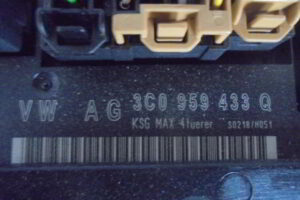 VW AG 3C0 959 433 Q
KSG MAX 4tuerer S0218/H051